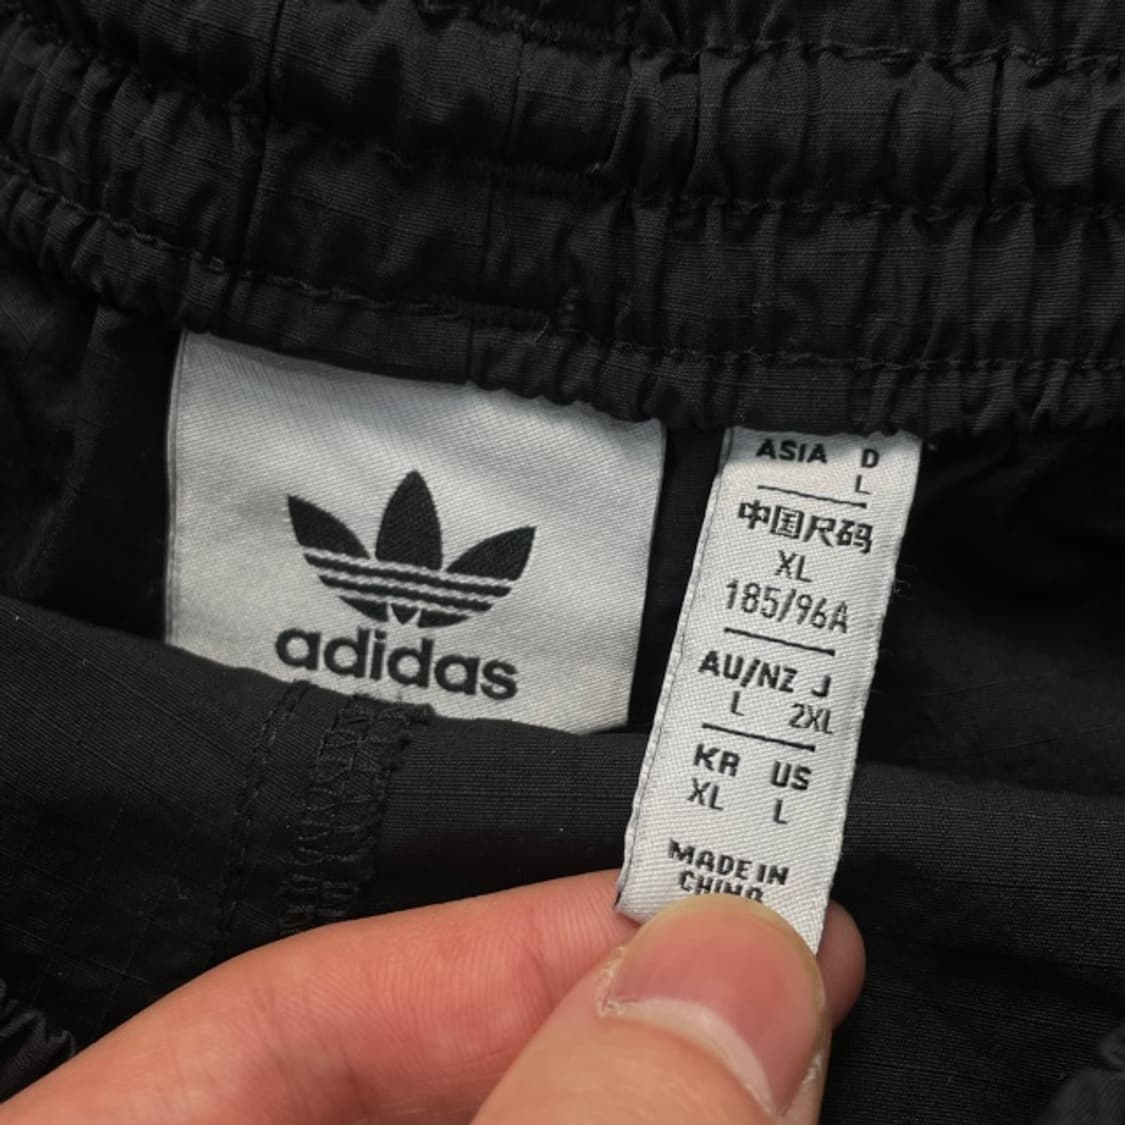 adidas
ASIA D
L
中国尺码
XL
185/96A
AU/NZ J
L 2XL
KR US
XL L
MADE IN
CHINA